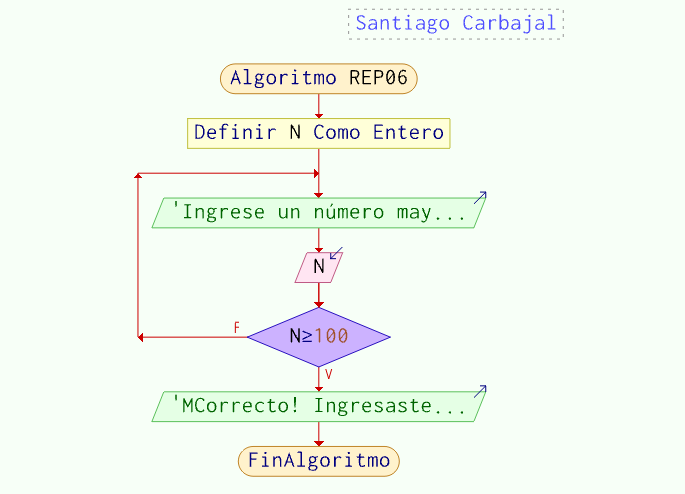 Santiago Carbajal
Algoritmo REP06
Definir N Como Entero
'Ingrese un número may...
N
N≥100
F
V
'MCorrecto! Ingresaste...
FinAlgoritmo